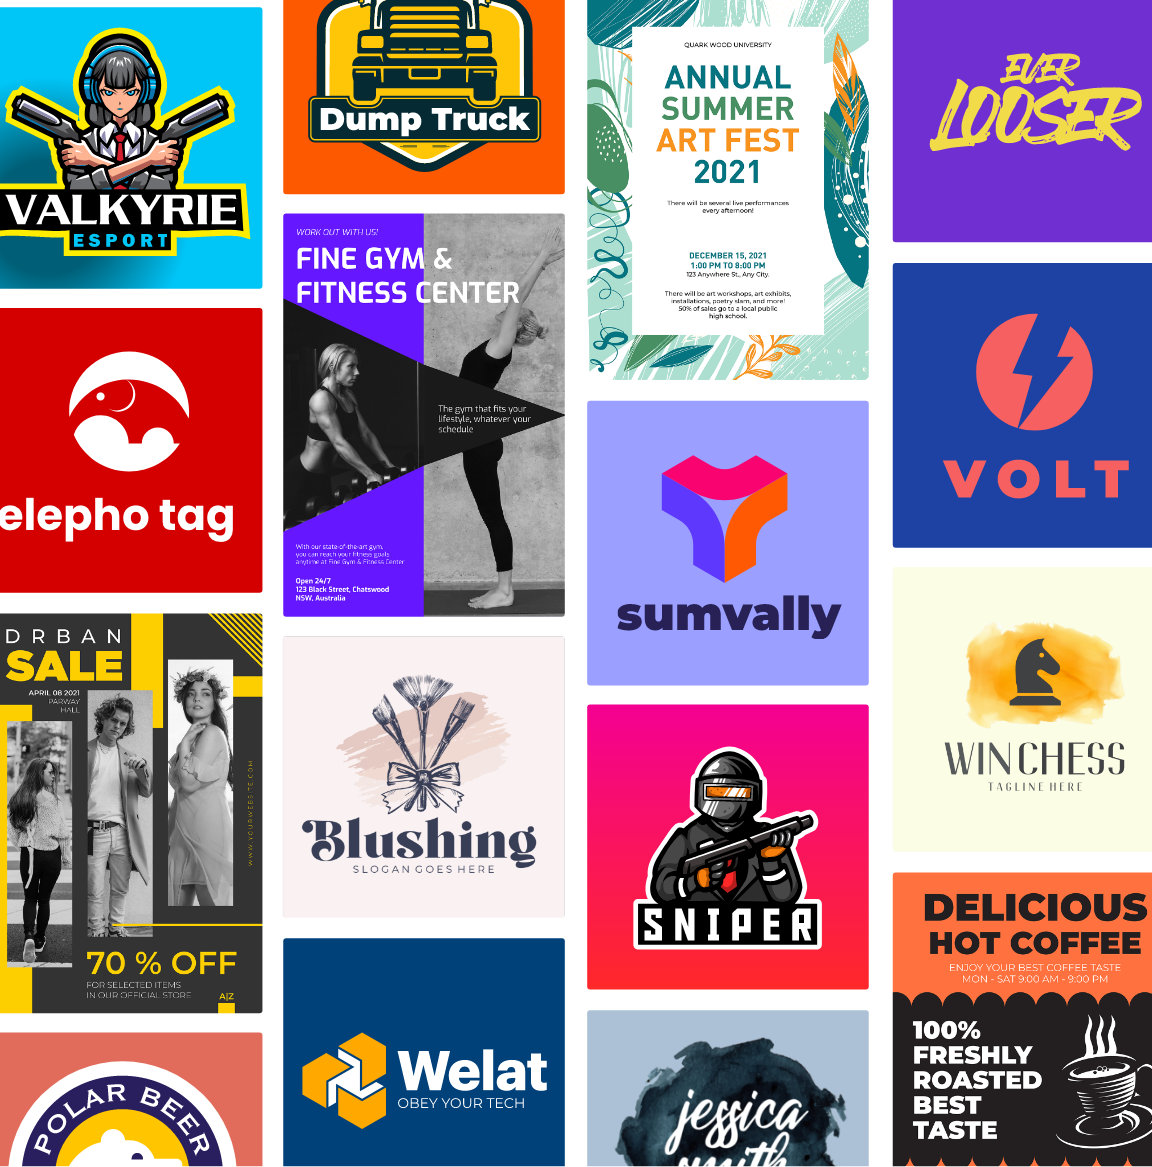 VALKYRIE
ESPORT
elepho tag
DRBAN
SALE
APRIL 08 2021
PARWAY
HALL
WWW.YOURWEBSITE.COM
70 % OFF
FOR SELECTED ITEMS
IN OUR OFFICIAL STORE
A|Z
POLAR BEER
Dump Truck
WORK OUT WITH US!
FINE GYM &
FITNESS CENTER
The gym that fits your
lifestyle, whatever your
schedule
With our state-of-the-art gym,
you can reach your fitness goals
anytime at Fine Gym & Fitness Center
Open 24/7
123 Black Street, Chatswood
NSW, Australia
Blushing
SLOGAN GOES HERE
Welat
OBEY YOUR TECH
QUARK WOOD UNIVERSITY
ANNUAL
SUMMER
ART FEST
2021
There will be several live performances
every afternoon!
DECEMBER 15, 2021
1:00 PM TO 8:00 PM
123 Anywhere St., Any City.
There will be art workshops, art exhibits,
installations, poetry slam, and more!
50% of sales go to a local public
high school.
sumvally
SNIPER
jessica
smith
EVER
LOOSER
VOLT
WINCHESS
TAGLINE HERE
DELICIOUS
HOT COFFEE
ENJOY YOUR BEST COFFEE TASTE
MON - SAT 9:00 AM - 9:00 PM
100%
FRESHLY
ROASTED
BEST
TASTE